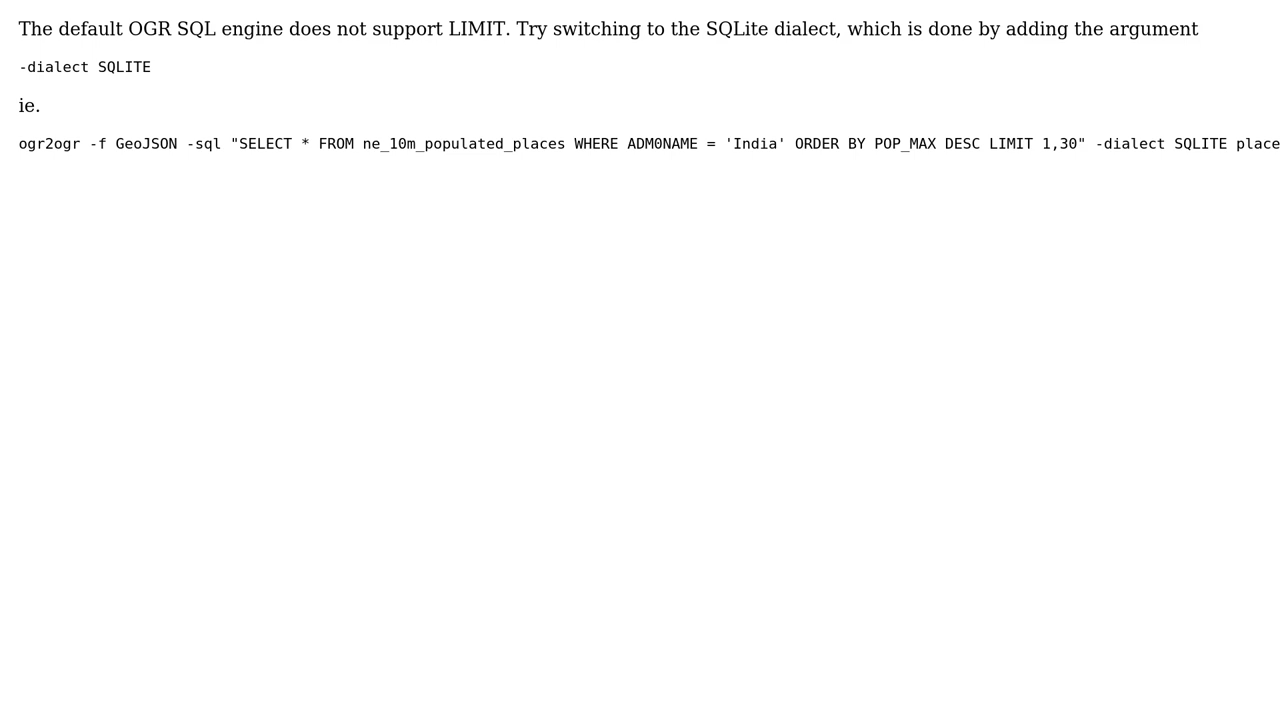 The default OGR SQL engine does not support LIMIT. Try switching to the SQLite dialect, which is done by adding the argument
-dialect SQLITE
ie.
ogr2ogr -f GeoJSON -sql "SELECT * FROM ne_10m_populated_places WHERE ADM0NAME = 'India' ORDER BY POP_MAX DESC LIMIT 1,30" -dialect SQLITE place